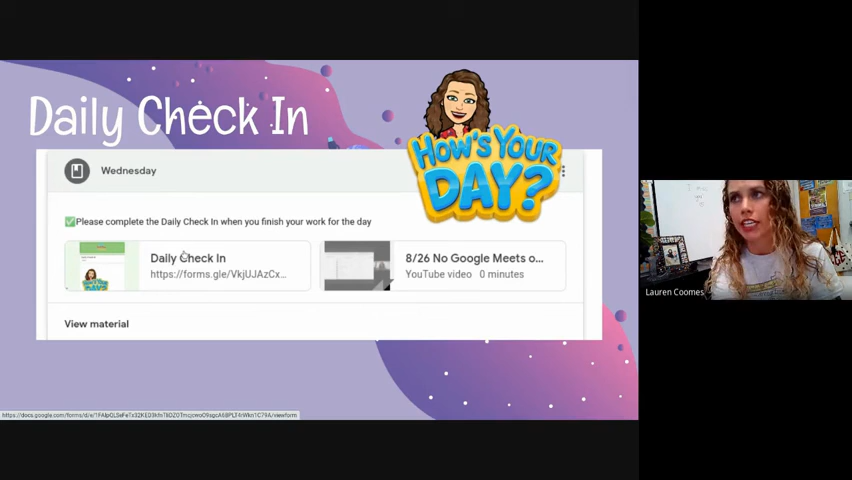 Daily Check In
HOW'S YOUR
DAY?
Wednesday
✅Please complete the Daily Check In when you finish your work for the day
Daily Check In
https://forms.gle/VkjUJAzCx...
8/26 No Google Meets o...
YouTube video 0 minutes
View material
Lauren Coomes